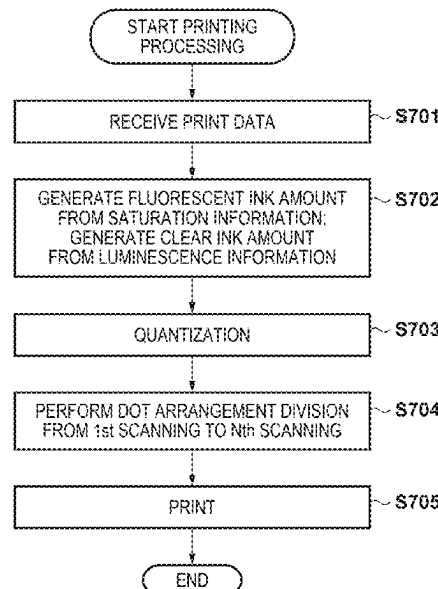 START PRINTING
PROCESSING
RECEIVE PRINT DATA
S701
GENERATE FLUORESCENT INK AMOUNT
FROM SATURATION INFORMATION;
GENERATE CLEAR INK AMOUNT
FROM LUMINESCENCE INFORMATION
S702
QUANTIZATION
S703
PERFORM DOT ARRANGEMENT DIVISION
FROM 1st SCANNING TO Nth SCANNING
S704
PRINT
S705
END